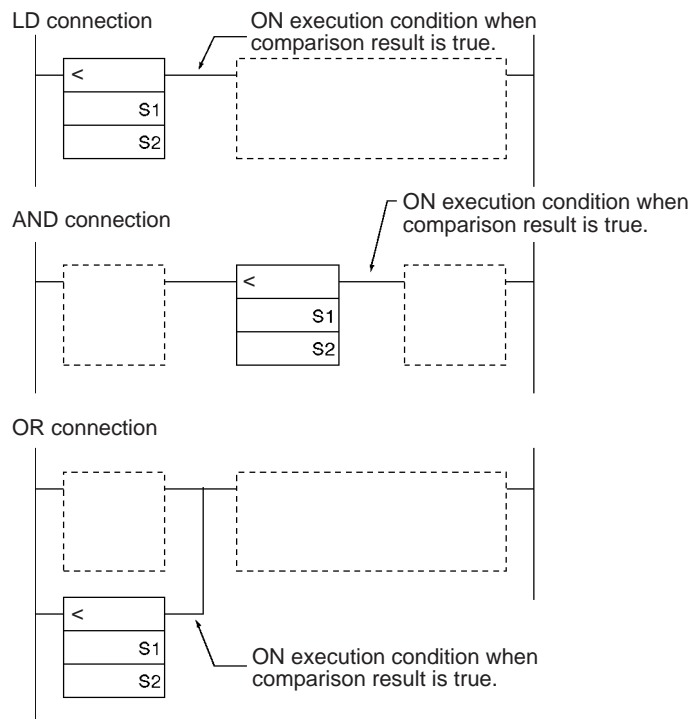 LD connection
ON execution condition when
comparison result is true.
<
S1
S2
ON execution condition when
comparison result is true.
AND connection
<
S1
S2
OR connection
<
S1
S2
ON execution condition when
comparison result is true.